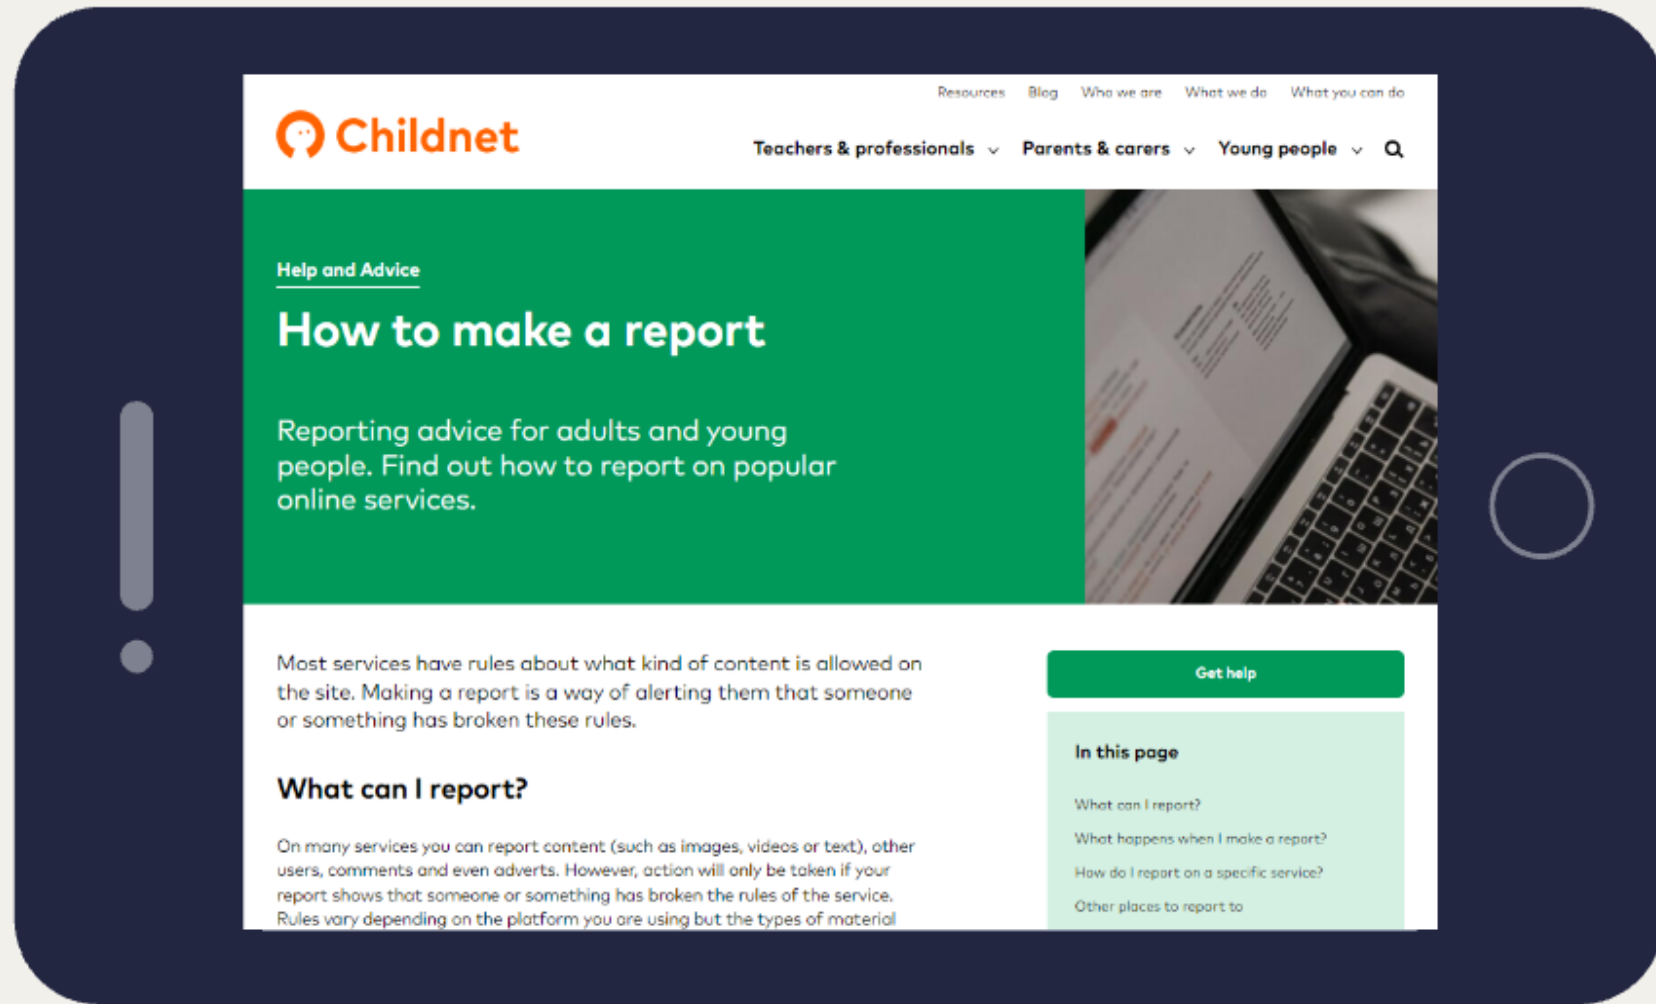 Resources Blog Who we are What we do What you can do
Childnet
Teachers & professionals Parents & carers Young people
Help and Advice
How to make a report
Reporting advice for adults and young
people. Find out how to report on popular
online services.
Most services have rules about what kind of content is allowed on
the site. Making a report is a way of alerting them that someone
or something has broken these rules.
What can I report?
On many services you can report content (such as images, videos or text), other
users, comments and even adverts. However, action will only be taken if your
report shows that someone or something has broken the rules of the service.
Rules vary depending on the platform you are using but the types of material
Get help
In this page
What can I report?
What happens when I make a report?
How do I report on a specific service?
Other places to report to